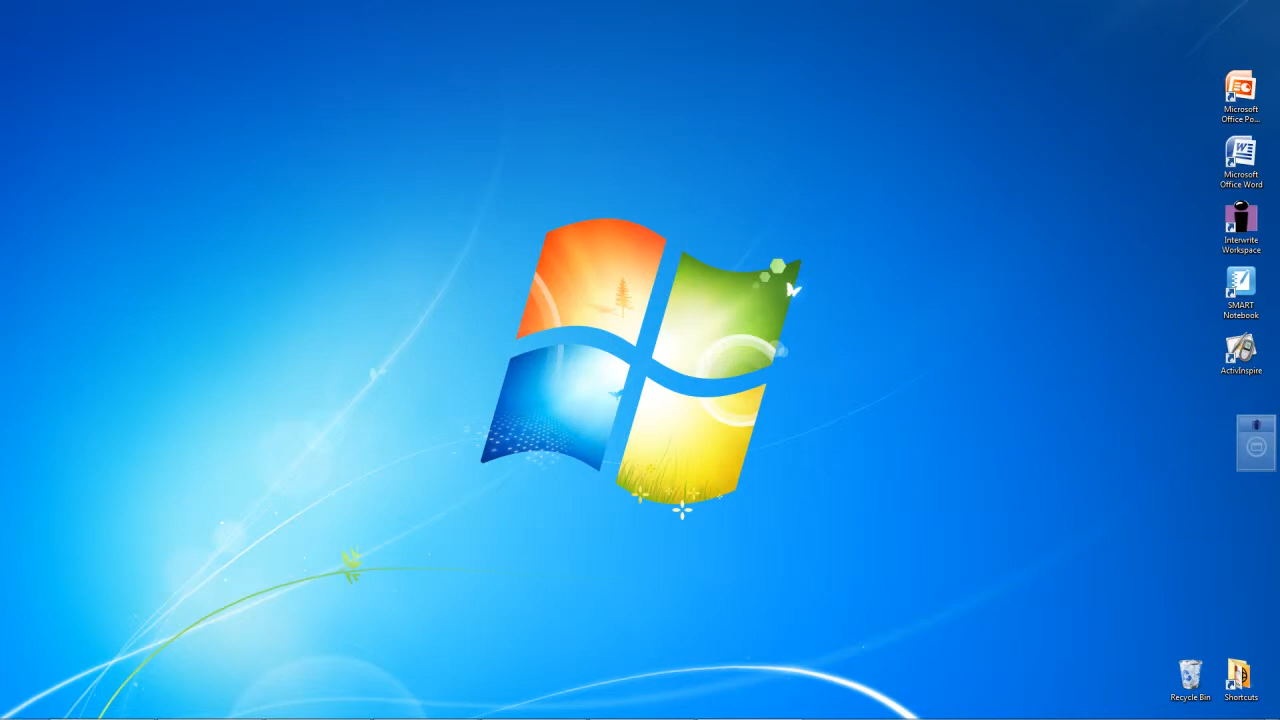 Microsoft
Office Po...
Microsoft
Office Word
Interwrite
Workspace
SMART
Notebook
ActivInspire
Recycle Bin
Shortcuts